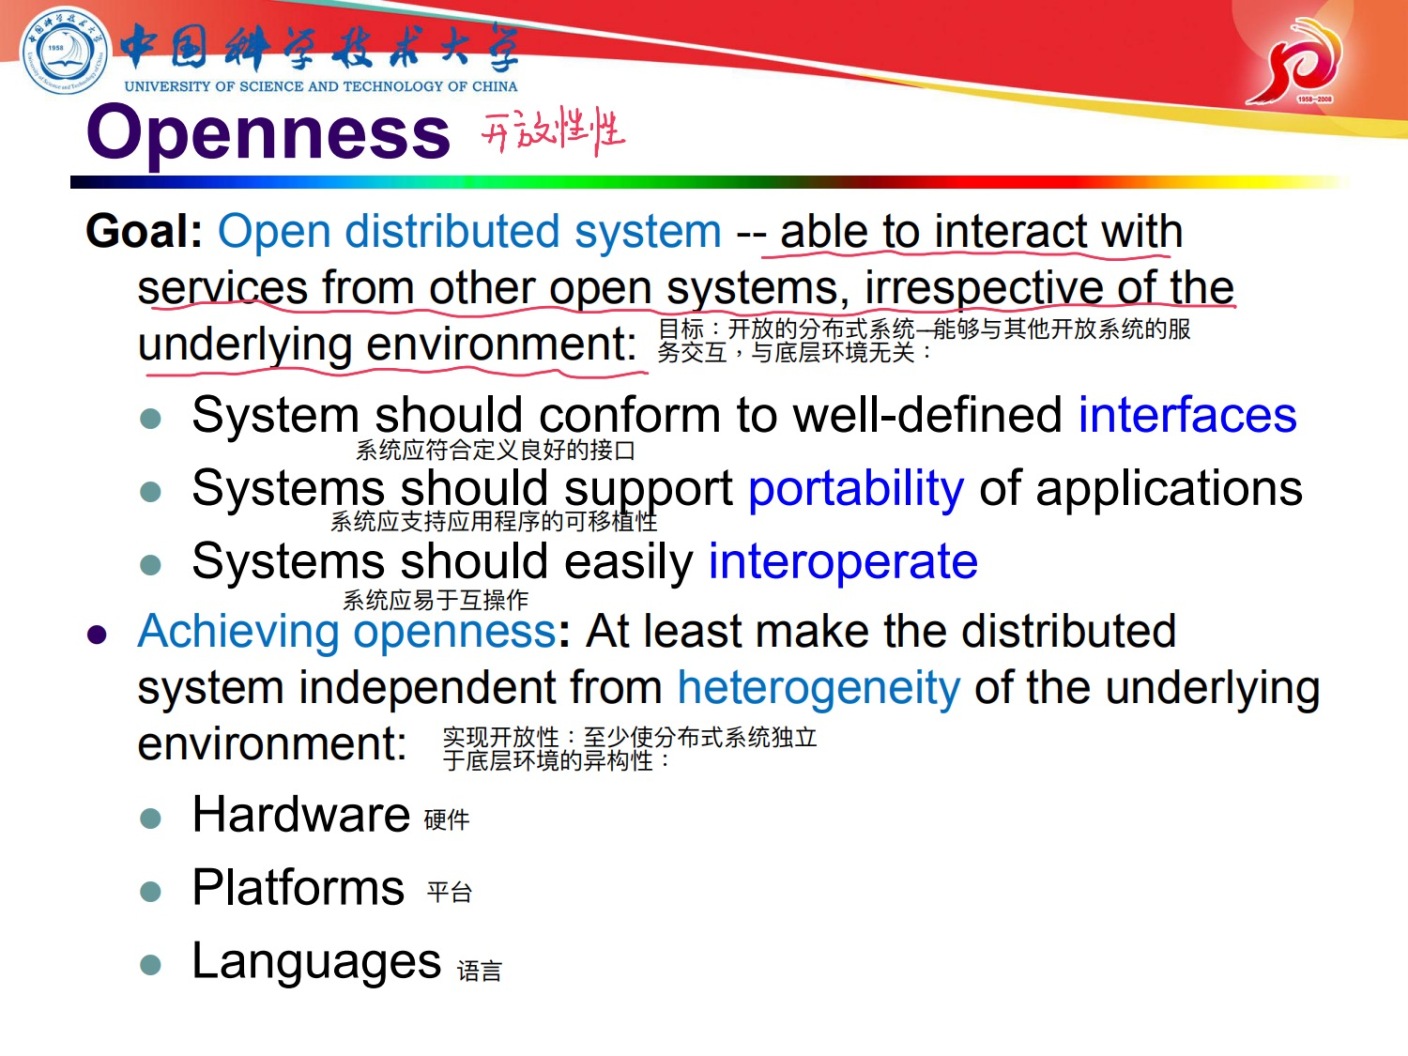 中国科学技术大学
UNIVERSITY OF SCIENCE AND TECHNOLOGY OF CHINA
1958
1958-2008
Openness 开放性性
Goal: Open distributed system -- able to interact with
services from other open systems, irrespective of the
underlying environment:
目标：开放的分布式系统—能够与其他开放系统的服
务交互，与底层环境无关：
System should conform to well-defined interfaces
系统应符合定义良好的接口
Systems should support portability of applications
系统应支持应用程序的可移植性
Systems should easily interoperate
系统应易于互操作
Achieving openness: At least make the distributed
system independent from heterogeneity of the underlying
environment:
实现开放性：至少使分布式系统独立
于底层环境的异构性：
Hardware 硬件
Platforms 平台
Languages 语言